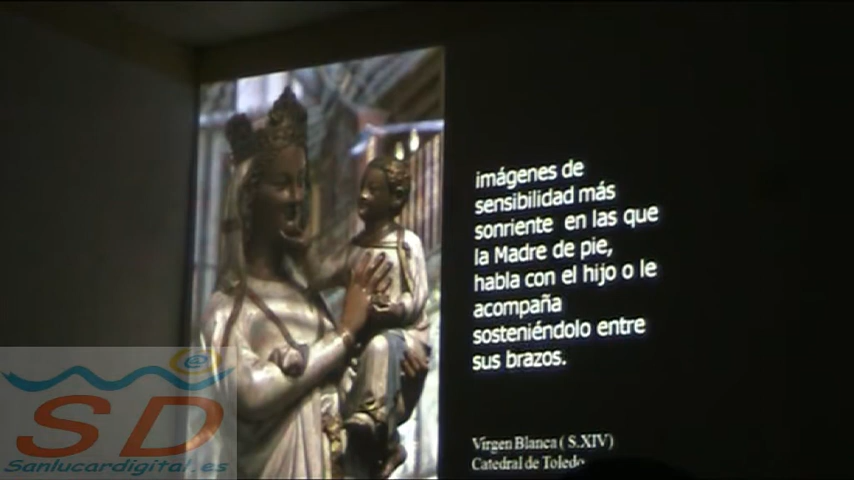 imágenes de
sensibilidad más
sonriente en las que
la Madre de pie,
habla con el hijo o le
acompaña
sosteniéndolo entre
sus brazos.
Virgen Blanca ( S.XIV)
Catedral de Toledo
@
SD
Sanlucardigital.es